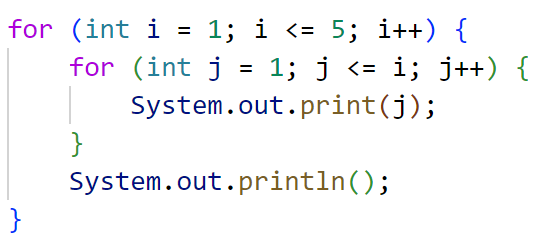 for (int i = 1; i <= 5; i++) {
    for (int j = 1; j <= i; j++) {
        System.out.print(j);
    }
    System.out.println();
}